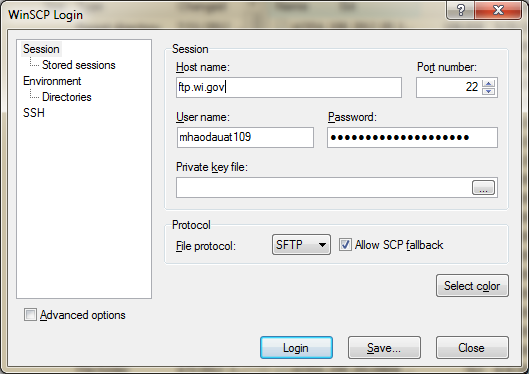 WinSCP Login
Session
Stored sessions
Environment
Directories
SSH
Session
Host name:
Port number:
ftp.wi.gov
22
User name:
Password:
mhaodauat109
●●●●●●●●●●●●●●●●●●●
Private key file:
...
Protocol
File protocol:
SFTP
Allow SCP fallback
Select color
Advanced options
Login
Save...
Close